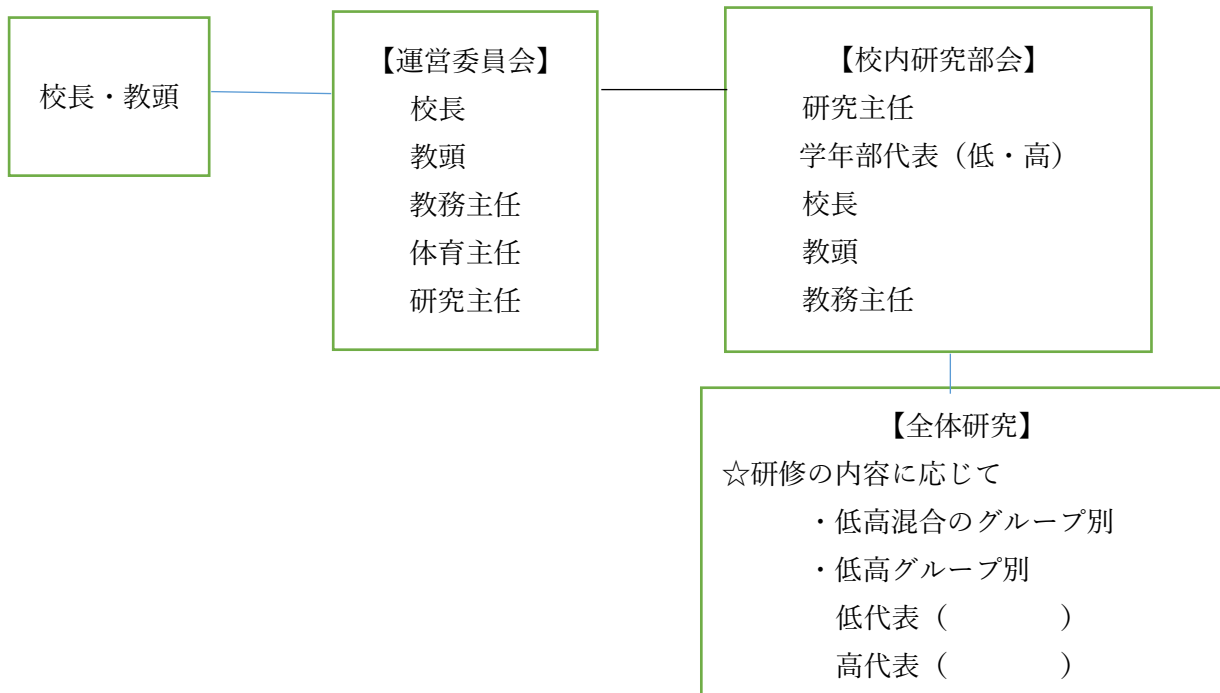 校長・教頭
【運営委員会】
校長
教頭
教務主任
体育主任
研究主任
【校内研究部会】
研究主任
学年部代表（低・高）
校長
教頭
教務主任
【全体研究】
☆研修の内容に応じて
・低高混合のグループ別
・低高グループ別
低代表（　　　　）
高代表（　　　　）